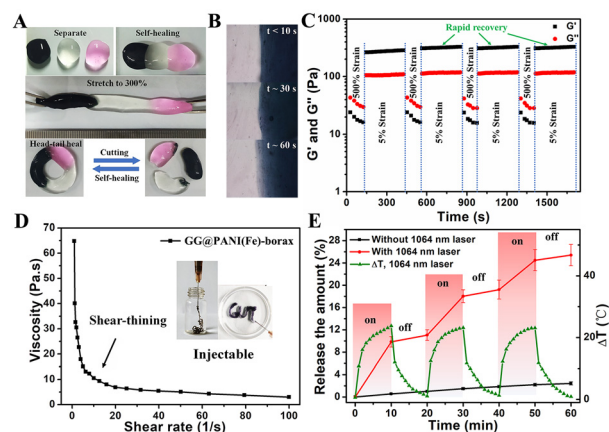 A
Separate
Self-healing
Stretch to 300%
Head-tail heal
Cutting
Self-healing
B
t < 10 s
t ~ 30 s
t ~ 60 s
C
G' and G'' (Pa)
1000
100
10
1
Rapid recovery
G'
G''
500% Strain
5% Strain
500% Strain
5% Strain
500% Strain
5% Strain
500% Strain
5% Strain
0 300 600 900 1200 1500
Time (s)
D
Viscosity (Pa.s)
70
60
50
40
30
20
10
0
GG@PANI(Fe)-borax
Shear-thining
GUT
Injectable
0 20 40 60 80 100
Shear rate (1/s)
E
Release the amount (%)
28
24
20
16
12
8
4
0
Without 1064 nm laser
With 1064 nm laser
ΔT, 1064 nm laser
on
off
on
off
on
off
ΔT (℃)
40
20
0
0 10 20 30 40 50 60
Time (min)